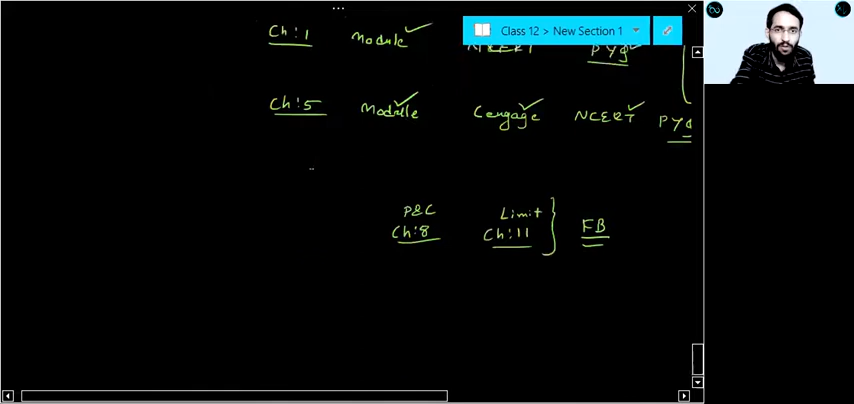 ...
Class 12 > New Section 1
Ch:1 Module NCERT PYQ
Ch:5 Module Cengage NCERT PYQ
P&C Limit
Ch:8 Ch:11 FB